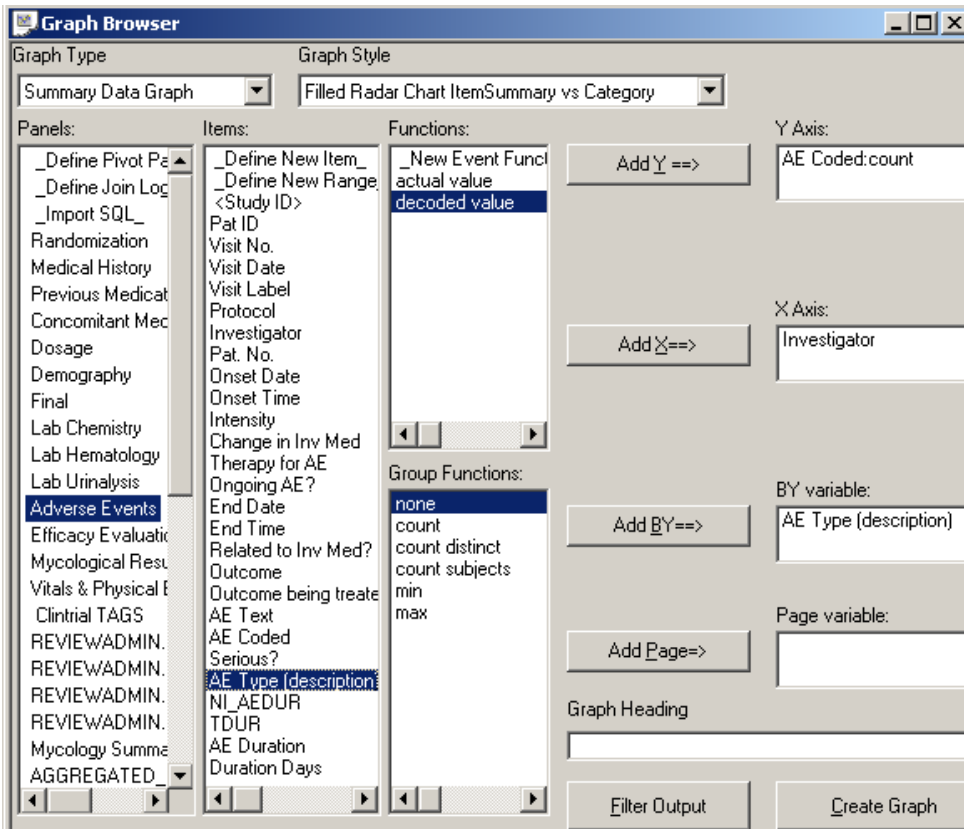 Graph Browser
Graph Type
Graph Style
Summary Data Graph
Filled Radar Chart ItemSummary vs Category
Panels:
_Define Pivot Pa
_Define Join Log
_Import SQL_
Randomization
Medical History
Previous Medicat
Concomitant Mec
Dosage
Demography
Final
Lab Chemistry
Lab Hematology
Lab Urinalysis
Adverse Events
Efficacy Evaluatic
Mycological Resu
Vitals & Physical E
Clintrial TAGS
REVIEWADMIN.
REVIEWADMIN.
REVIEWADMIN.
REVIEWADMIN.
Mycology Summa
AGGREGATED_
Items:
_Define New Item_
_Define New Range_
<Study ID>
Pat ID
Visit No.
Visit Date
Visit Label
Protocol
Investigator
Pat. No.
Onset Date
Onset Time
Intensity
Change in Inv Med
Therapy for AE
Ongoing AE?
End Date
End Time
Related to Inv Med?
Outcome
Outcome being treate
AE Text
AE Coded
Serious?
AE Type (description)
NI_AEDUR
TDUR
AE Duration
Duration Days
Functions:
_New Event Funct
actual value
decoded value
Group Functions:
none
count
count distinct
count subjects
min
max
Add Y ==>
Add X==>
Add BY==>
Add Page=>
Y Axis:
AE Coded:count
X Axis:
Investigator
BY variable:
AE Type (description)
Page variable:
Graph Heading
Filter Output
Create Graph